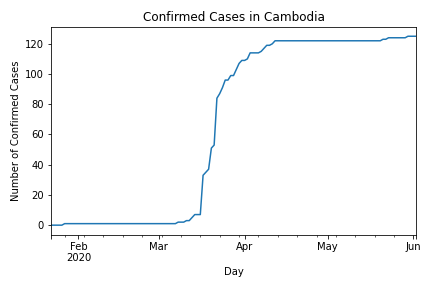 Confirmed Cases in Cambodia
Number of Confirmed Cases
120
100
80
60
40
20
0
Feb Mar Apr May Jun
2020
Day